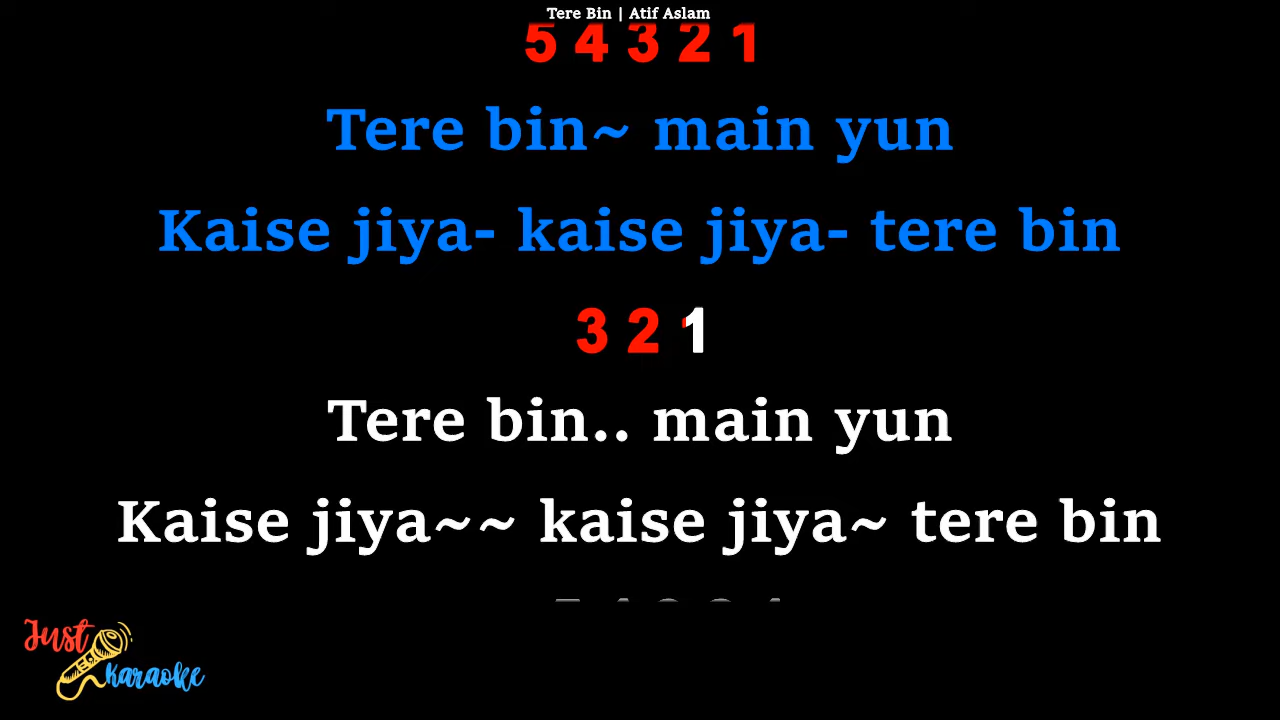 Tere Bin | Atif Aslam
5 4 3 2 1
Tere bin~ main yun
Kaise jiya- kaise jiya- tere bin
3 2 1
Tere bin.. main yun
Kaise jiya~~ kaise jiya~ tere bin
Just
Karaoke